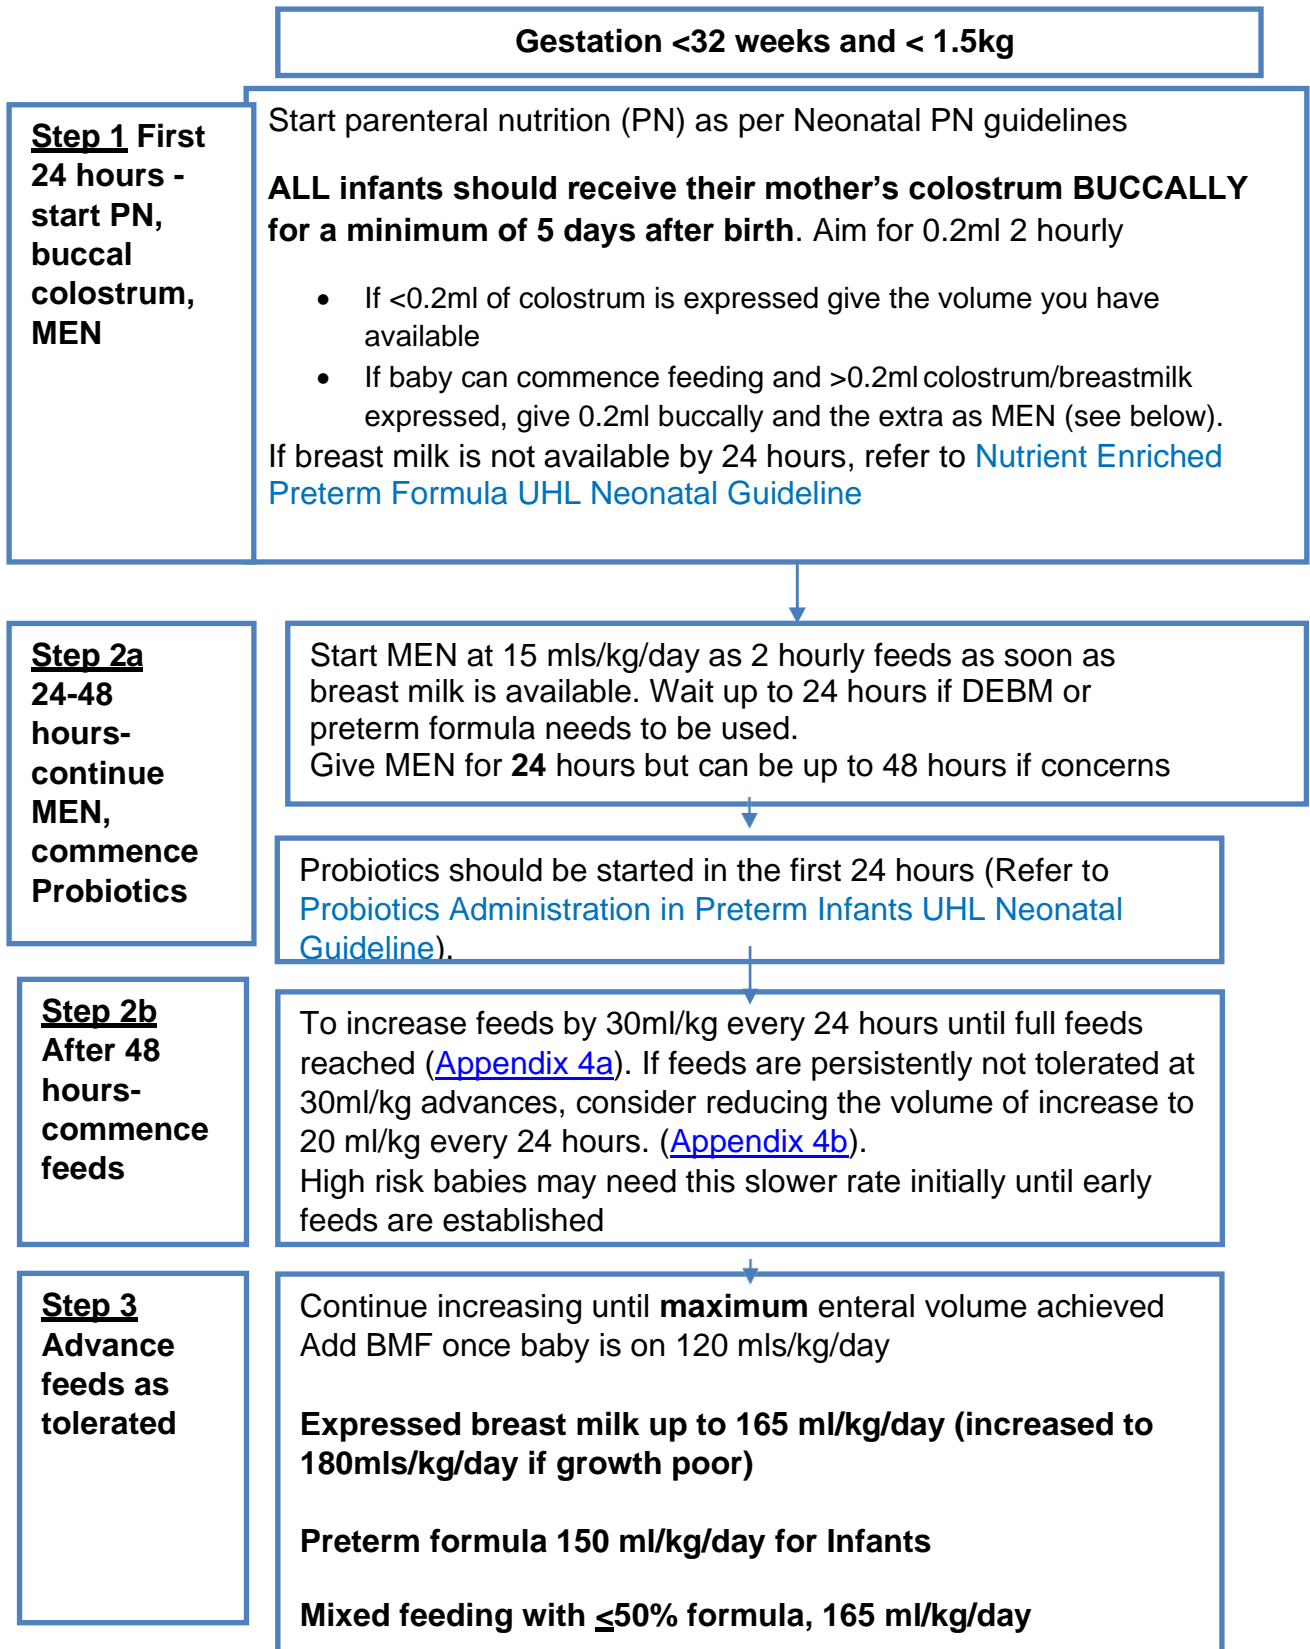 Gestation <32 weeks and < 1.5kg
Step 1 First
24 hours -
start PN,
buccal
colostrum,
MEN
Start parenteral nutrition (PN) as per Neonatal PN guidelines
ALL infants should receive their mother’s colostrum BUCCALLY
for a minimum of 5 days after birth. Aim for 0.2ml 2 hourly
• If <0.2ml of colostrum is expressed give the volume you have
available
• If baby can commence feeding and >0.2ml colostrum/breastmilk
expressed, give 0.2ml buccally and the extra as MEN (see below).
If breast milk is not available by 24 hours, refer to Nutrient Enriched
Preterm Formula UHL Neonatal Guideline
Step 2a
24-48
hours-
continue
MEN,
commence
Probiotics
Start MEN at 15 mls/kg/day as 2 hourly feeds as soon as
breast milk is available. Wait up to 24 hours if DEBM or
preterm formula needs to be used.
Give MEN for 24 hours but can be up to 48 hours if concerns
Probiotics should be started in the first 24 hours (Refer to
Probiotics Administration in Preterm Infants UHL Neonatal
Guideline).
Step 2b
After 48
hours-
commence
feeds
To increase feeds by 30ml/kg every 24 hours until full feeds
reached (Appendix 4a). If feeds are persistently not tolerated at
30ml/kg advances, consider reducing the volume of increase to
20 ml/kg every 24 hours. (Appendix 4b).
High risk babies may need this slower rate initially until early
feeds are established
Step 3
Advance
feeds as
tolerated
Continue increasing until maximum enteral volume achieved
Add BMF once baby is on 120 mls/kg/day
Expressed breast milk up to 165 ml/kg/day (increased to
180mls/kg/day if growth poor)
Preterm formula 150 ml/kg/day for Infants
Mixed feeding with <50% formula, 165 ml/kg/day